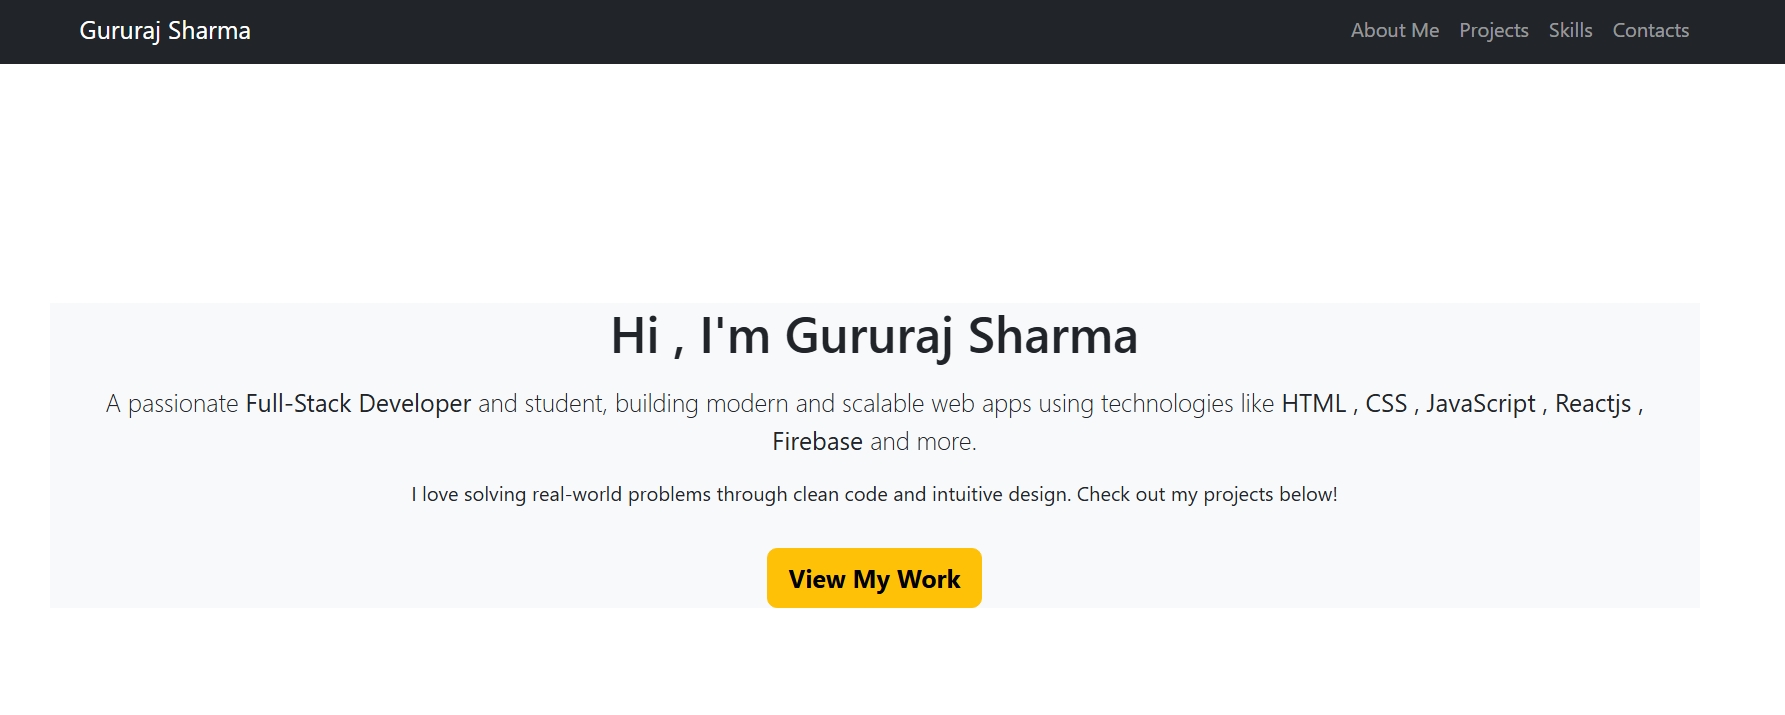 Gururaj Sharma
About Me Projects Skills Contacts
Hi , I'm Gururaj Sharma
A passionate Full-Stack Developer and student, building modern and scalable web apps using technologies like HTML , CSS , JavaScript , Reactjs ,
Firebase and more.
I love solving real-world problems through clean code and intuitive design. Check out my projects below!
View My Work